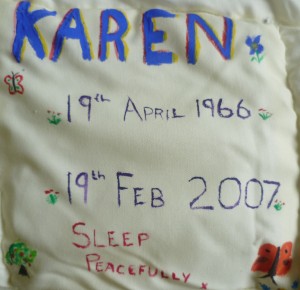 KAREN
19th APRIL 1966
19th FEB 2007
SLEEP
PEACEFULLY x